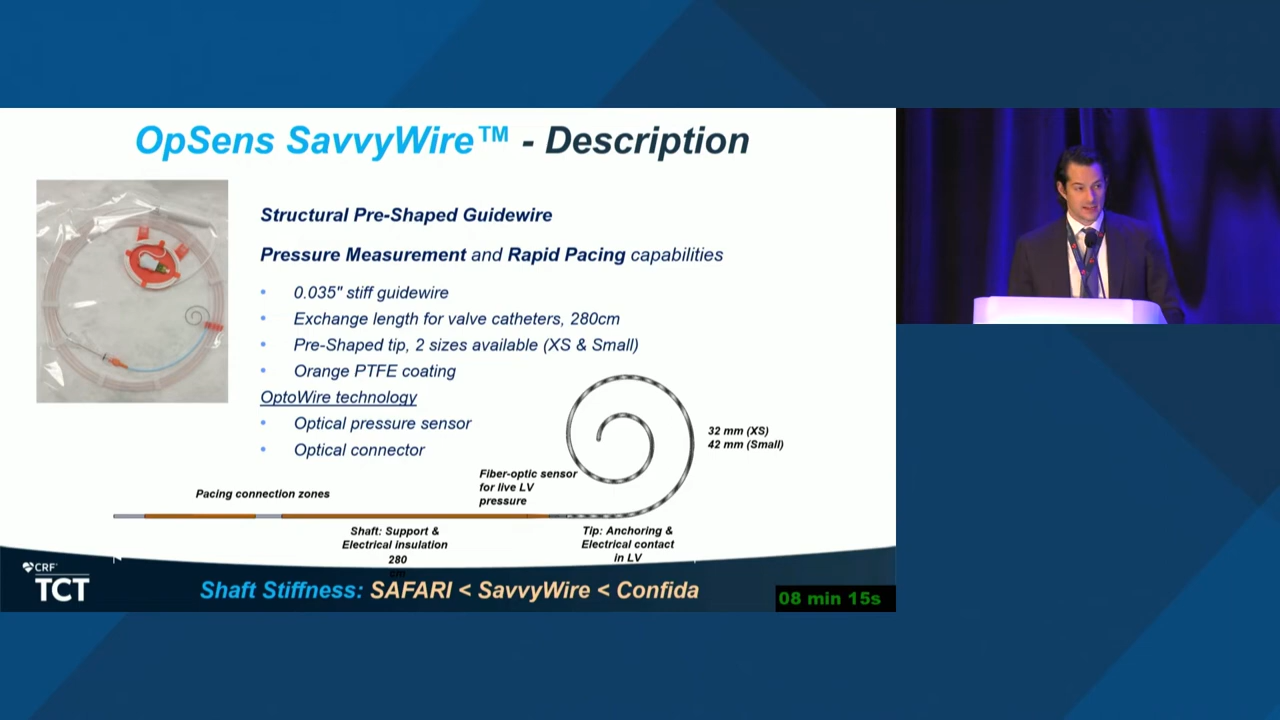 OpSens SavvyWire™ - Description
Structural Pre-Shaped Guidewire
Pressure Measurement and Rapid Pacing capabilities
• 0.035" stiff guidewire
• Exchange length for valve catheters, 280cm
• Pre-Shaped tip, 2 sizes available (XS & Small)
• Orange PTFE coating
OptoWire technology
• Optical pressure sensor
• Optical connector
32 mm (XS)
42 mm (Small)
Fiber-optic sensor
for live LV
pressure
Pacing connection zones
Shaft: Support &
Electrical insulation
280
Tip: Anchoring &
Electrical contact
in LV
CRF
TCT
Shaft Stiffness: SAFARI < SavvyWire < Confida
08 min 15s